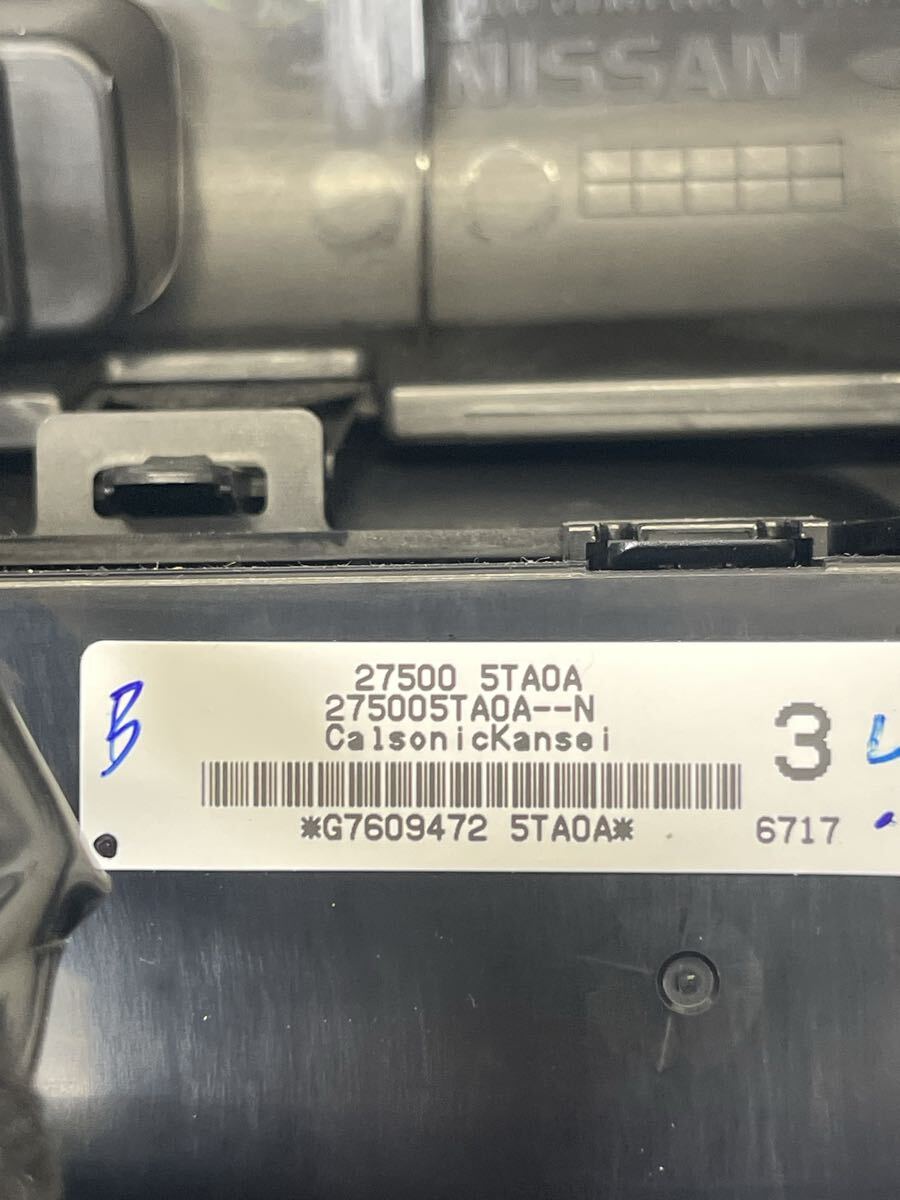 NISSAN
27500 5TA0A
275005TA0A--N
CalsonicKansei
B
3
*G7609472 5TA0A*
6717